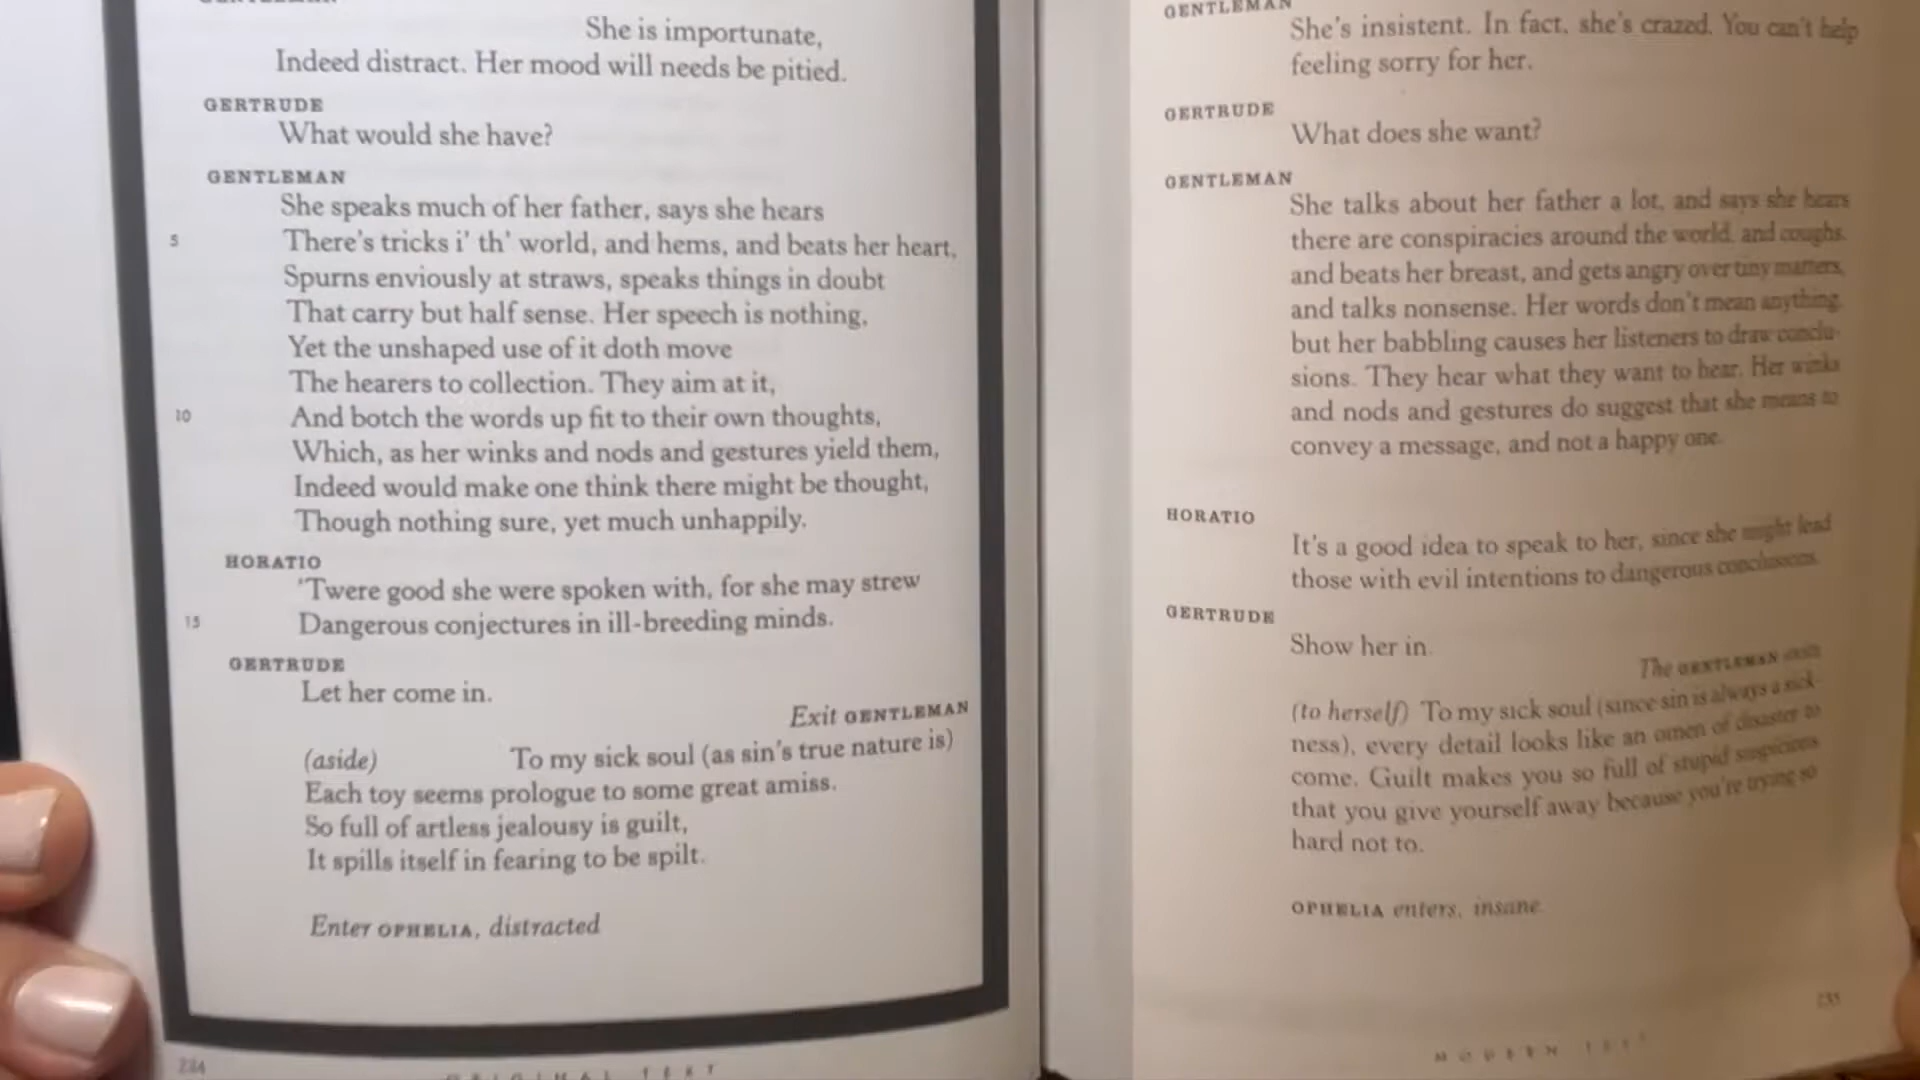 She is importunate,
Indeed distract. Her mood will needs be pitied.
GERTRUDE
What would she have?
GENTLEMAN
She speaks much of her father, says she hears
5 There's tricks i' th' world, and hems, and beats her heart,
Spurns enviously at straws, speaks things in doubt
That carry but half sense. Her speech is nothing,
Yet the unshaped use of it doth move
The hearers to collection. They aim at it,
10 And botch the words up fit to their own thoughts,
Which, as her winks and nods and gestures yield them,
Indeed would make one think there might be thought,
Though nothing sure, yet much unhappily.
HORATIO
'Twere good she were spoken with, for she may strew
15 Dangerous conjectures in ill-breeding minds.
GERTRUDE
Let her come in.
Exit GENTLEMAN
(aside) To my sick soul (as sin's true nature is)
Each toy seems prologue to some great amiss.
So full of artless jealousy is guilt,
It spills itself in fearing to be spilt.
Enter OPHELIA, distracted
234
ORIGINAL TEXT
GENTLEMAN
She's insistent. In fact, she's crazed. You can't help
feeling sorry for her.
GERTRUDE
What does she want?
GENTLEMAN
She talks about her father a lot, and says she hears
there are conspiracies around the world, and coughs,
and beats her breast, and gets angry over tiny matters,
and talks nonsense. Her words don't mean anything,
but her babbling causes her listeners to draw conclu-
sions. They hear what they want to hear. Her winks
and nods and gestures do suggest that she means to
convey a message, and not a happy one.
HORATIO
It's a good idea to speak to her, since she might lead
those with evil intentions to dangerous conclusions.
GERTRUDE
Show her in.
The GENTLEMAN exits
(to herself) To my sick soul (since sin is always a sick-
ness), every detail looks like an omen of disaster to
come. Guilt makes you so full of stupid suspicions
that you give yourself away because you're trying so
hard not to.
OPHELIA enters, insane.
235
MODERN TEXT